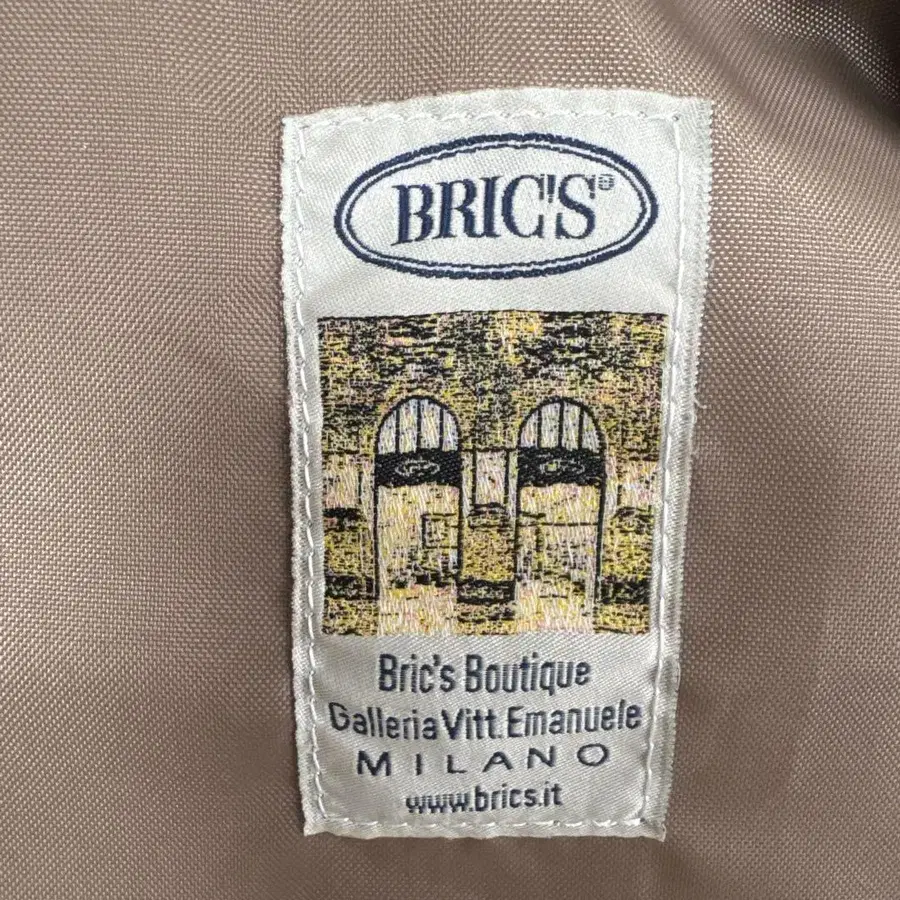 BRIC'S®
Bric's Boutique
Galleria Vitt. Emanuele
MILANO
www.brics.it